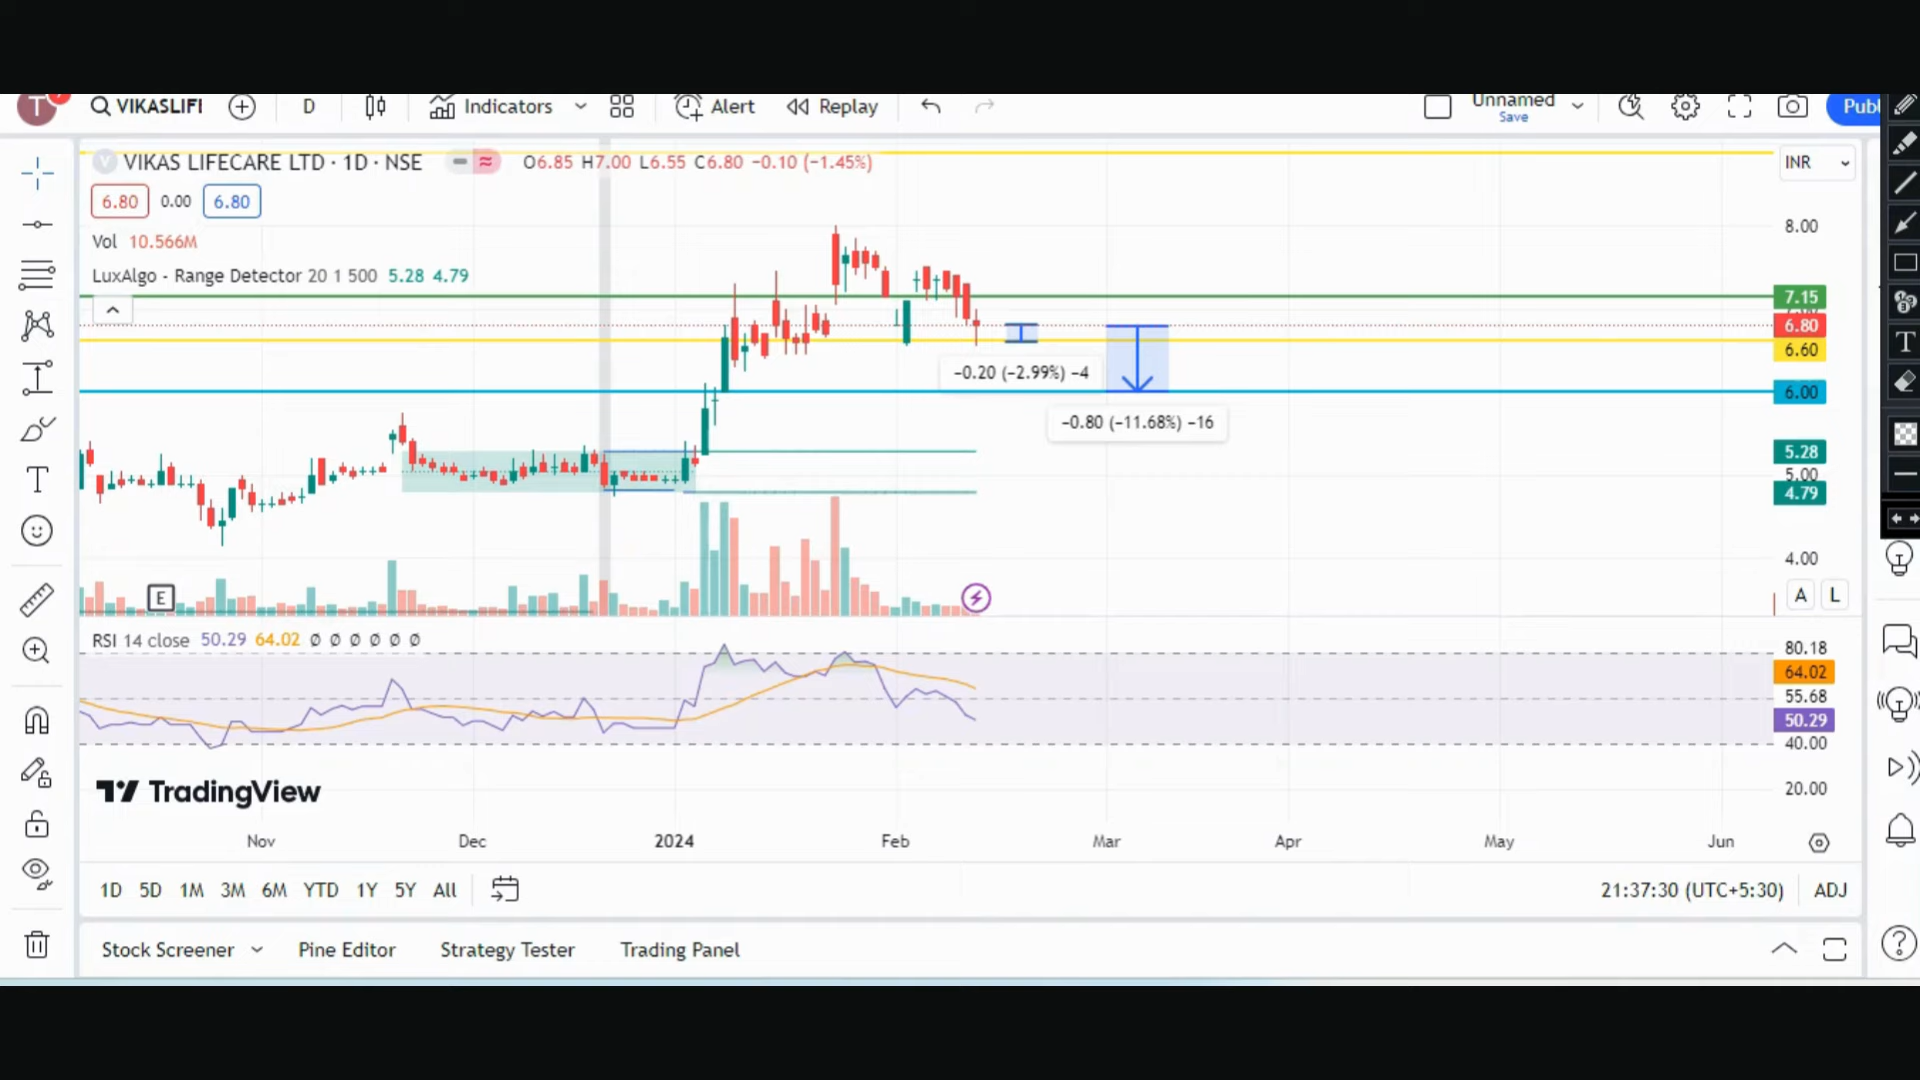 T VIKASLIFI D Indicators Alert Replay Unnamed Publ
Save
V VIKAS LIFECARE LTD · 1D · NSE O6.85 H7.00 L6.55 C6.80 −0.10 (−1.45%) INR
6.80 0.00 6.80
8.00
Vol 10.566M
LuxAlgo - Range Detector 20 1 500 5.28 4.79
7.15
6.80
6.60
−0.20 (−2.99%) −4
6.00
−0.80 (−11.68%) −16
5.28
5.00
4.79
4.00
E A L
RSI 14 close 50.29 64.02 ∅ ∅ ∅ ∅ ∅ ∅
80.18
64.02
55.68
50.29
40.00
20.00
TradingView
Nov Dec 2024 Feb Mar Apr May Jun
1D 5D 1M 3M 6M YTD 1Y 5Y All 21:37:30 (UTC+5:30) ADJ
Stock Screener Pine Editor Strategy Tester Trading Panel